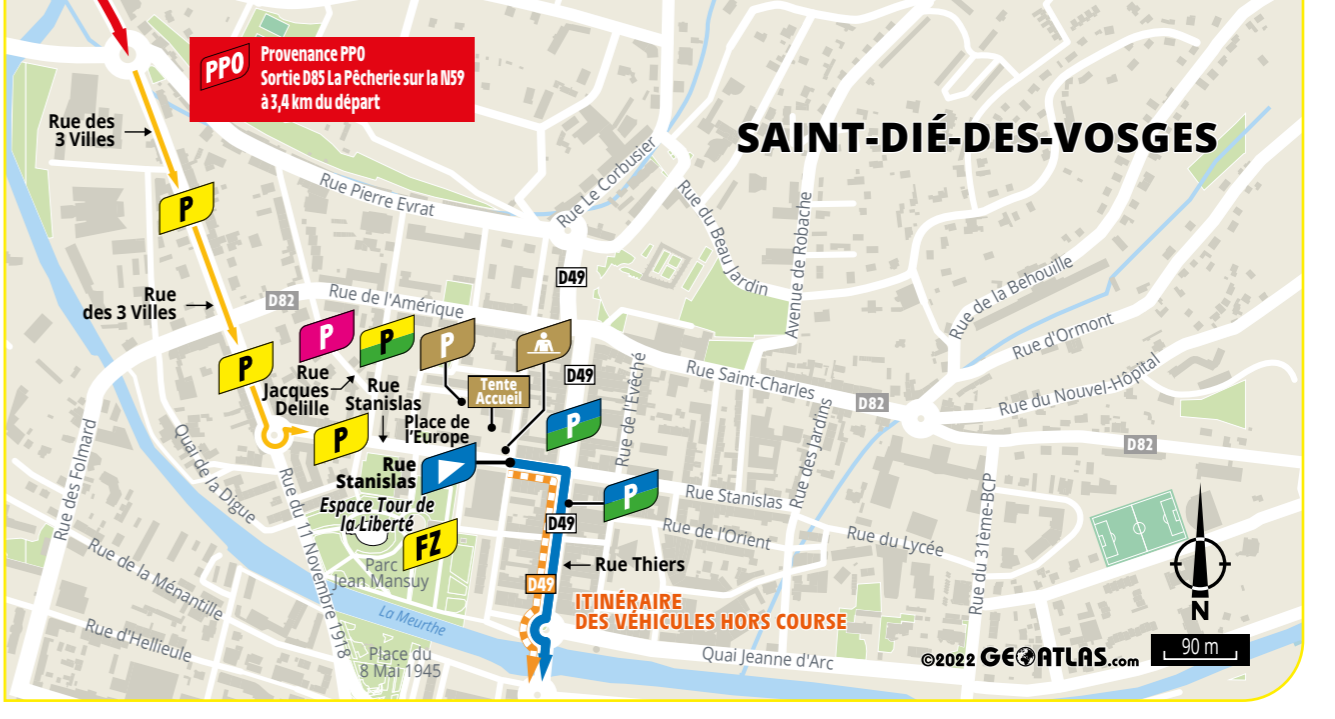 PPO
Provenance PPO
Sortie D85 La Pêcherie sur la N59
à 3,4 km du départ
SAINT-DIÉ-DES-VOSGES
Rue des
3 Villes
P
Rue Pierre Evrat
Rue Le Corbusier
Rue du Beau Jardin
Avenue de Robache
Rue de la Behouille
Rue d'Ormont
Rue du Nouvel-Hôpital
Rue
des 3 Villes
D82
Rue de l'Amérique
D49
P
P
P
P
D49
Rue
Jacques
Delille
Rue
Stanislas
Tente
Accueil
Place de
l'Europe
P
P
Rue de l'Évêché
Rue Saint-Charles
D82
D82
Rue des Jardins
Rue des Folmard
Quai de la Digue
Rue
Stanislas
P
Rue Stanislas
Espace Tour de
la Liberté
FZ
D49
Rue de l'Orient
Rue du Lycée
Rue du 31ème-BCP
Rue du 11 Novembre 1918
Parc
Jean Mansuy
Rue Thiers
D49
Rue de la Ménantille
La Meurthe
ITINÉRAIRE
DES VÉHICULES HORS COURSE
Rue d'Hellieule
Place du
8 Mai 1945
Quai Jeanne d'Arc
N
©2022 GEOATLAS.com
90 m